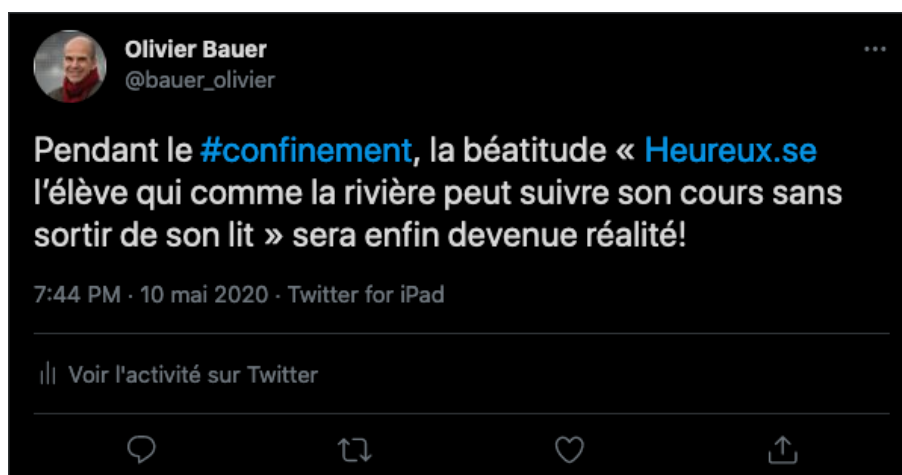 Olivier Bauer
@bauer_olivier
Pendant le #confinement, la béatitude « Heureux.se
l’élève qui comme la rivière peut suivre son cours sans
sortir de son lit » sera enfin devenue réalité!
7:44 PM · 10 mai 2020 · Twitter for iPad
Voir l'activité sur Twitter